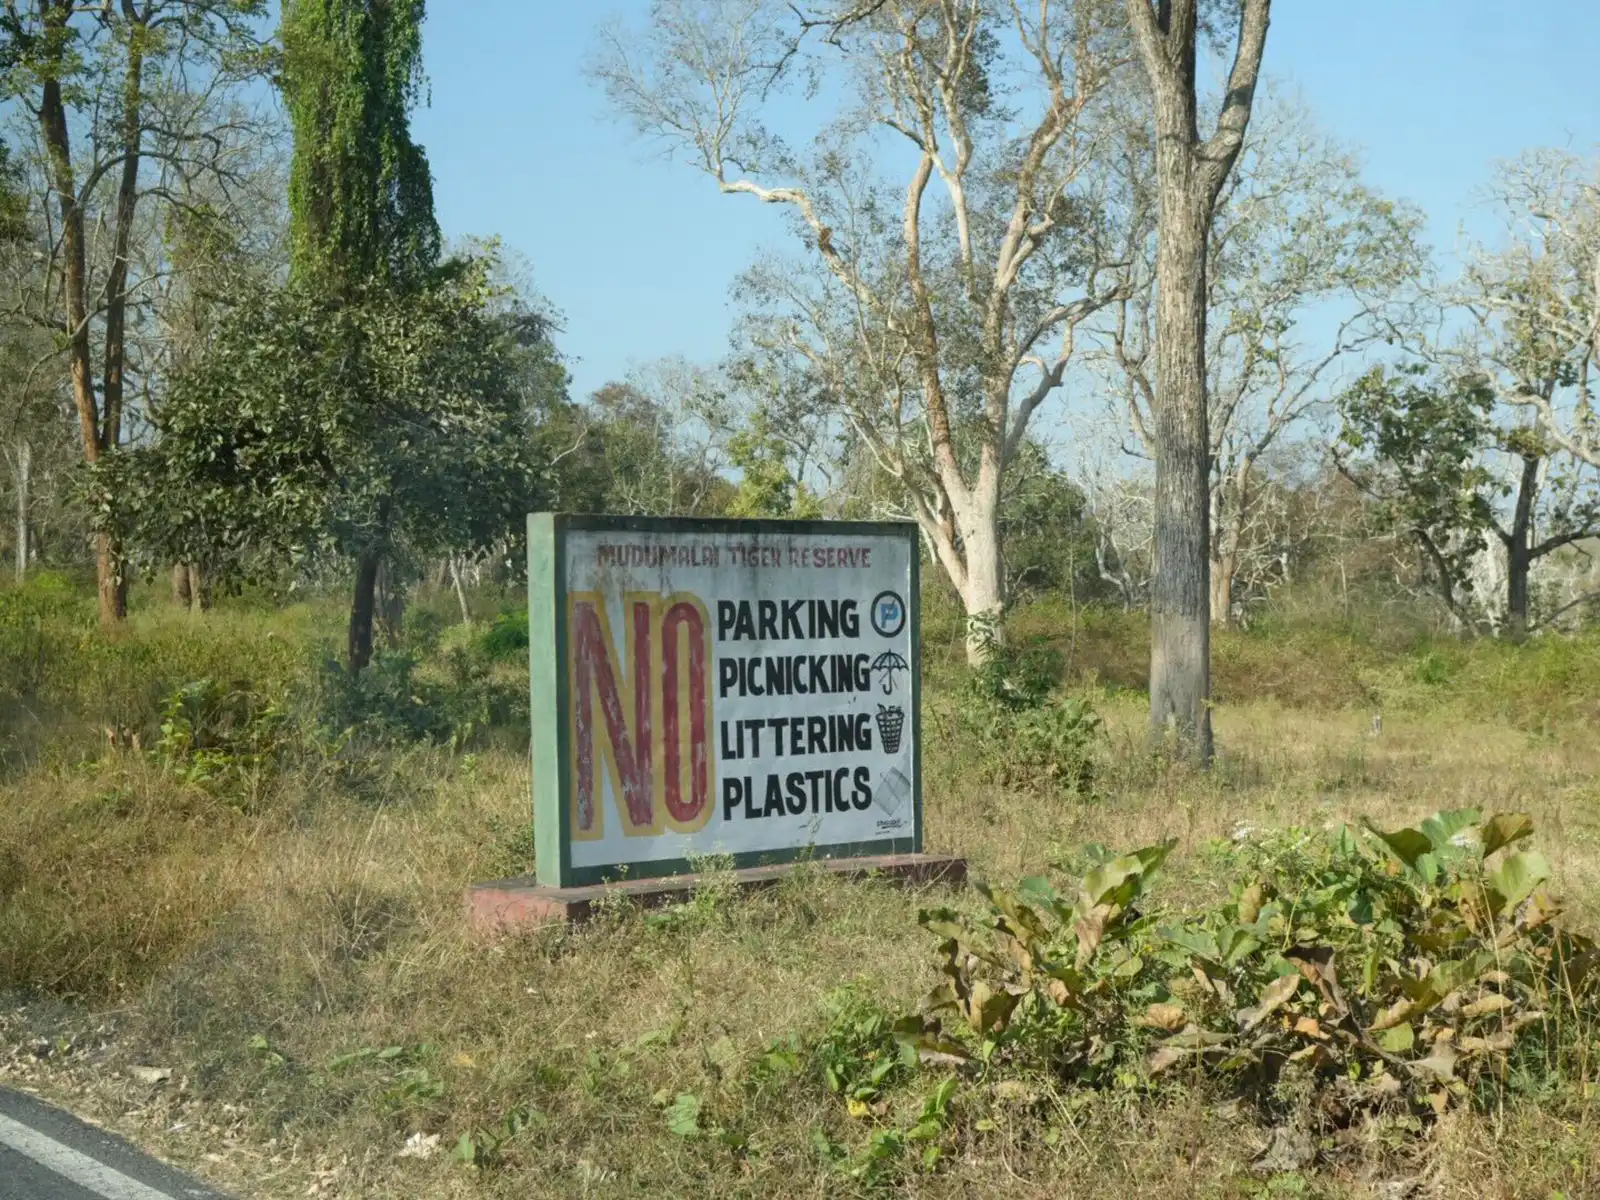 MUDUMALAI TIGER RESERVE
NO
PARKING P
PICNICKING
LITTERING
PLASTICS